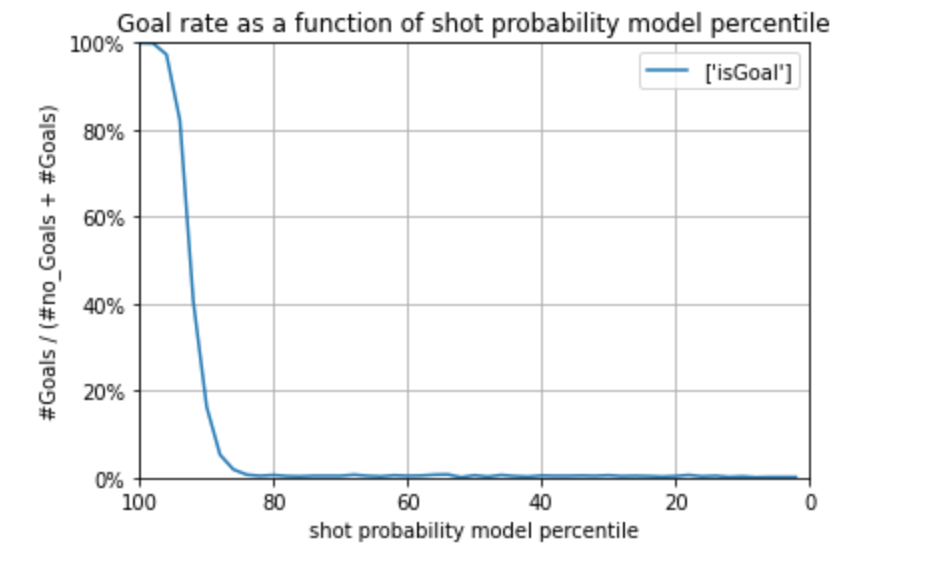 Goal rate as a function of shot probability model percentile
100%
80%
60%
40%
20%
0%
#Goals / (#no_Goals + #Goals)
['isGoal']
100 80 60 40 20 0
shot probability model percentile